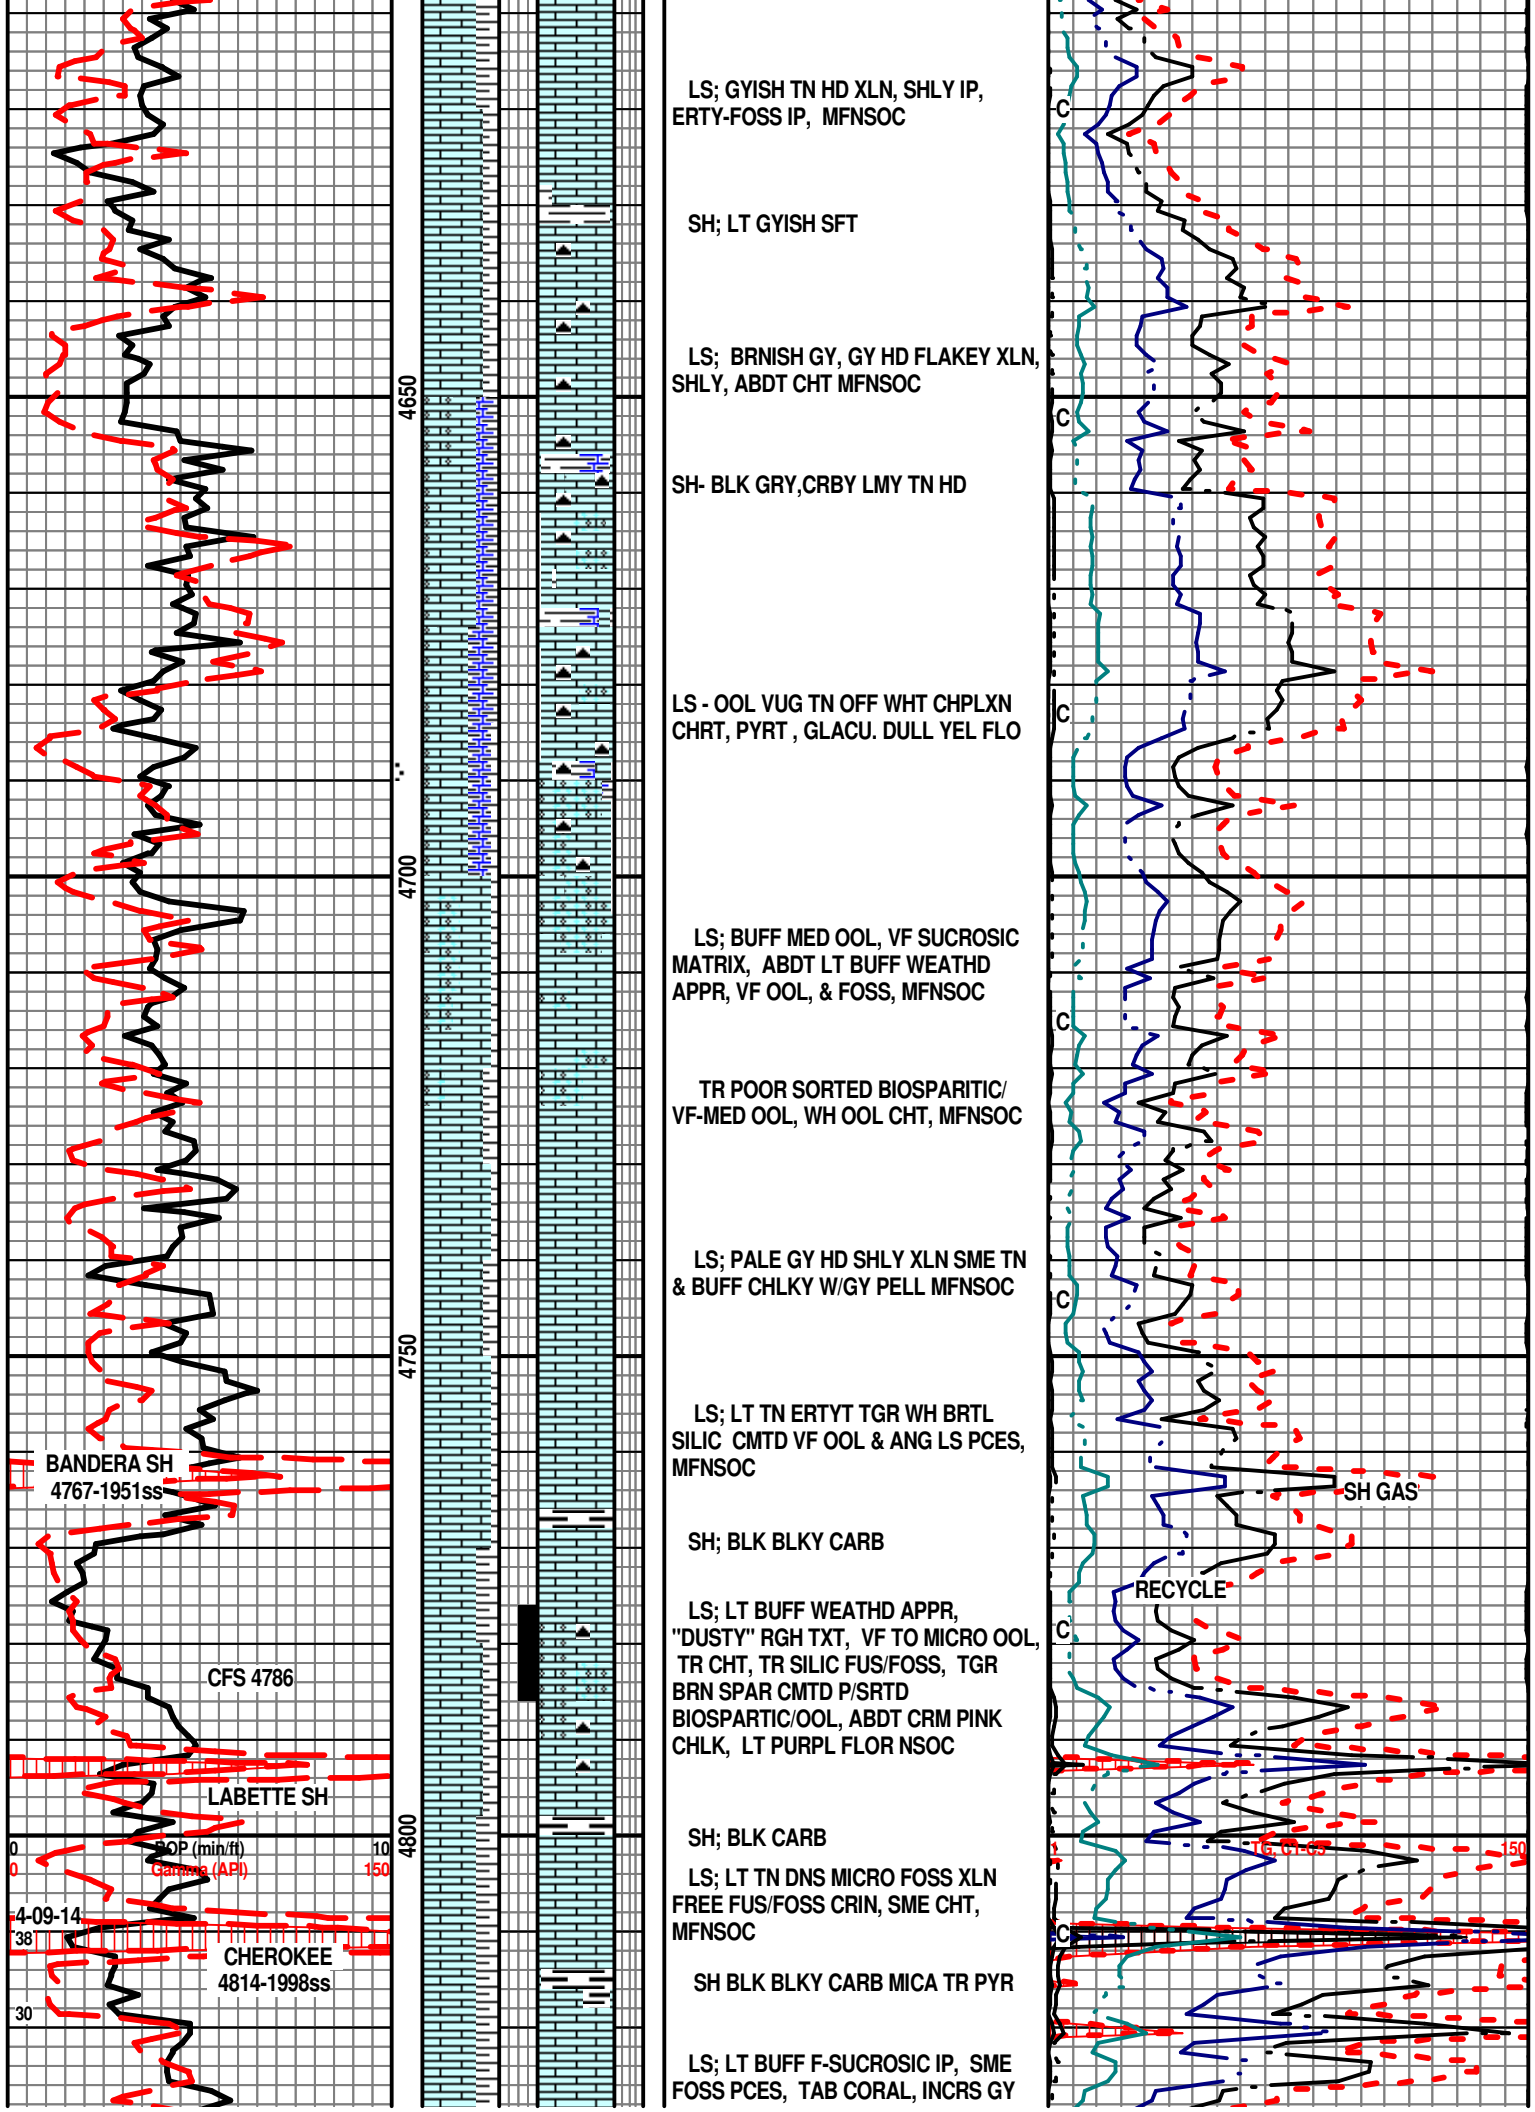 LS; GYISH TN HD XLN, SHLY IP,
ERTY-FOSS IP, MFNSOC
C
SH; LT GYISH SFT
LS; BRNISH GY, GY HD FLAKEY XLN,
SHLY, ABDT CHT MFNSOC
4650
C
SH- BLK GRY,CRBY LMY TN HD
LS - OOL VUG TN OFF WHT CHPLXN
CHRT, PYRT , GLACU. DULL YEL FLO
C
4700
LS; BUFF MED OOL, VF SUCROSIC
MATRIX, ABDT LT BUFF WEATHD
APPR, VF OOL, & FOSS, MFNSOC
C
TR POOR SORTED BIOSPARITIC/
VF-MED OOL, WH OOL CHT, MFNSOC
LS; PALE GY HD SHLY XLN SME TN
& BUFF CHLKY W/GY PELL MFNSOC
C
4750
LS; LT TN ERTYT TGR WH BRTL
SILIC CMTD VF OOL & ANG LS PCES,
MFNSOC
BANDERA SH
4767-1951ss
SH GAS
SH; BLK BLKY CARB
RECYCLE
LS; LT BUFF WEATHD APPR,
"DUSTY" RGH TXT, VF TO MICRO OOL,
TR CHT, TR SILIC FUS/FOSS, TGR
BRN SPAR CMTD P/SRTD
BIOSPARTIC/OOL, ABDT CRM PINK
CHLK, LT PURPL FLOR NSOC
C
CFS 4786
LABETTE SH
4800
SH; BLK CARB
0 ROP (min/ft) 10
0 Gamma (API) 150
TG, C1-C5 150
LS; LT TN DNS MICRO FOSS XLN
FREE FUS/FOSS CRIN, SME CHT,
MFNSOC
4-09-14
38
C
CHEROKEE
4814-1998ss
SH BLK BLKY CARB MICA TR PYR
30
LS; LT BUFF F-SUCROSIC IP, SME
FOSS PCES, TAB CORAL, INCRS GY